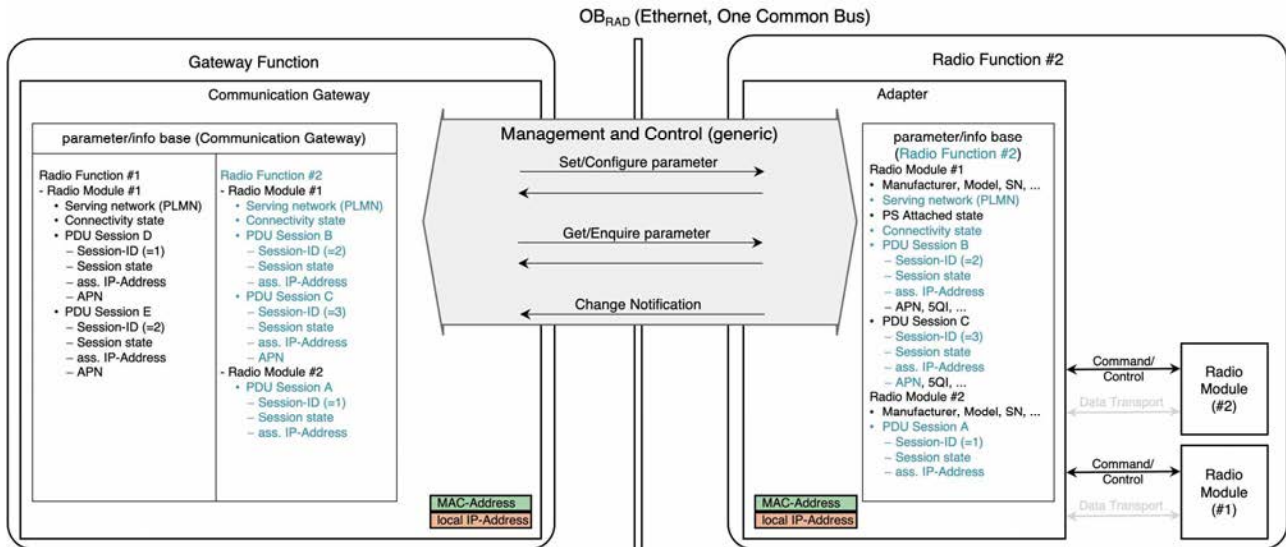 OBRAD (Ethernet, One Common Bus)
Gateway Function
Communication Gateway
parameter/info base (Communication Gateway)
Radio Function #1
- Radio Module #1
• Serving network (PLMN)
• Connectivity state
• PDU Session D
– Session-ID (=1)
– Session state
– ass. IP-Address
– APN
• PDU Session E
– Session-ID (=2)
– Session state
– ass. IP-Address
– APN
Radio Function #2
- Radio Module #1
• Serving network (PLMN)
• Connectivity state
• PDU Session B
– Session-ID (=2)
– Session state
– ass. IP-Address
• PDU Session C
– Session-ID (=3)
– Session state
– ass. IP-Address
– APN
- Radio Module #2
• PDU Session A
– Session-ID (=1)
– Session state
– ass. IP-Address
MAC-Address
local IP-Address
Management and Control (generic)
Set/Configure parameter
Get/Enquire parameter
Change Notification
Radio Function #2
Adapter
parameter/info base
(Radio Function #2)
Radio Module #1
• Manufacturer, Model, SN, ...
• Serving network (PLMN)
• PS Attached state
• Connectivity state
• PDU Session B
– Session-ID (=2)
– Session state
– ass. IP-Address
– APN, 5QI, ...
• PDU Session C
– Session-ID (=3)
– Session state
– ass. IP-Address
– APN, 5QI, ...
Radio Module #2
• Manufacturer, Model, SN, ...
• PDU Session A
– Session-ID (=1)
– Session state
– ass. IP-Address
MAC-Address
local IP-Address
Command/
Control
Data Transport
Radio
Module
(#2)
Command/
Control
Data Transport
Radio
Module
(#1)